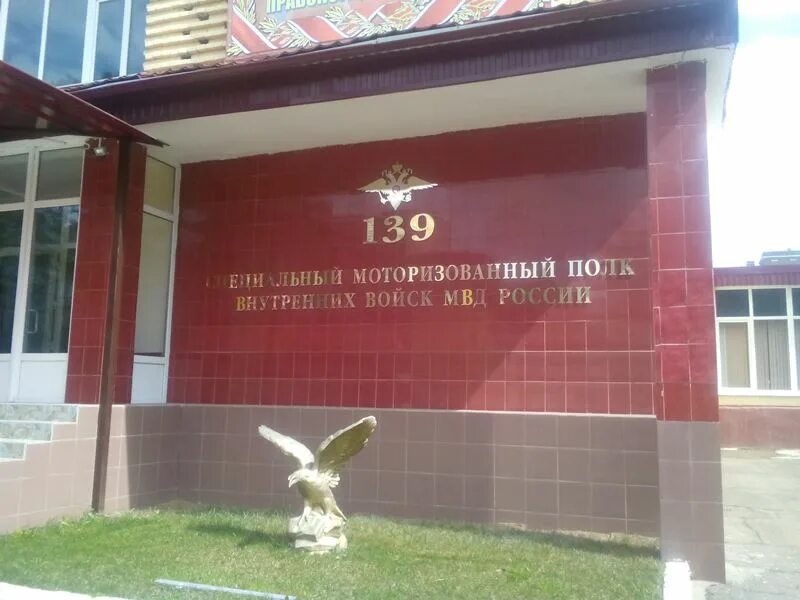 139
СПЕЦИАЛЬНЫЙ МОТОРИЗОВАННЫЙ ПОЛК
ВНУТРЕННИХ ВОЙСК МВД РОССИИ